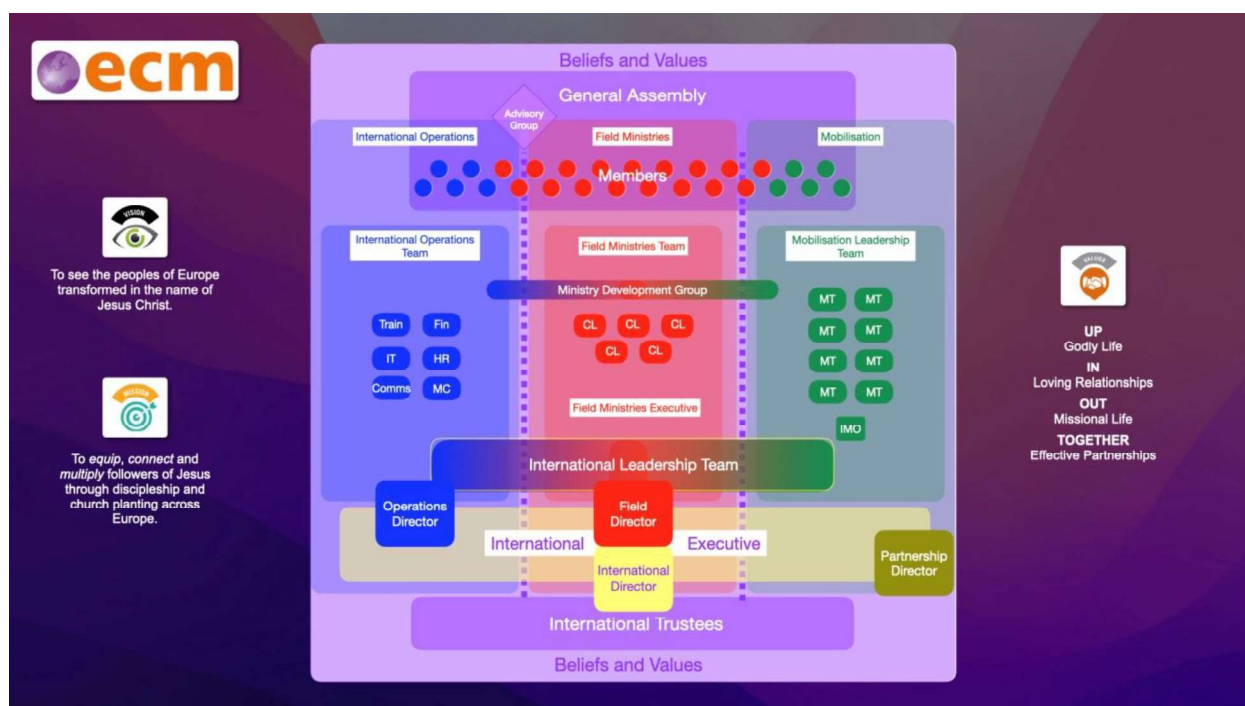 ecm
Beliefs and Values
General Assembly
Advisory
Group
International Operations
Field Ministries
Mobilisation
Members
VISION
To see the peoples of Europe
transformed in the name of
Jesus Christ.
International Operations
Team
Field Ministries Team
Mobilisation Leadership
Team
Ministry Development Group
Train
Fin
IT
HR
Comms
MC
CL
CL
CL
CL
CL
MT
MT
MT
MT
MT
MT
MT
MT
IMO
Field Ministries Executive
MISSION
To equip, connect and
multiply followers of Jesus
through discipleship and
church planting across
Europe.
International Leadership Team
Operations
Director
Field
Director
International
Executive
International
Director
Partnership
Director
International Trustees
Beliefs and Values
VALUES
UP
Godly Life
IN
Loving Relationships
OUT
Missional Life
TOGETHER
Effective Partnerships